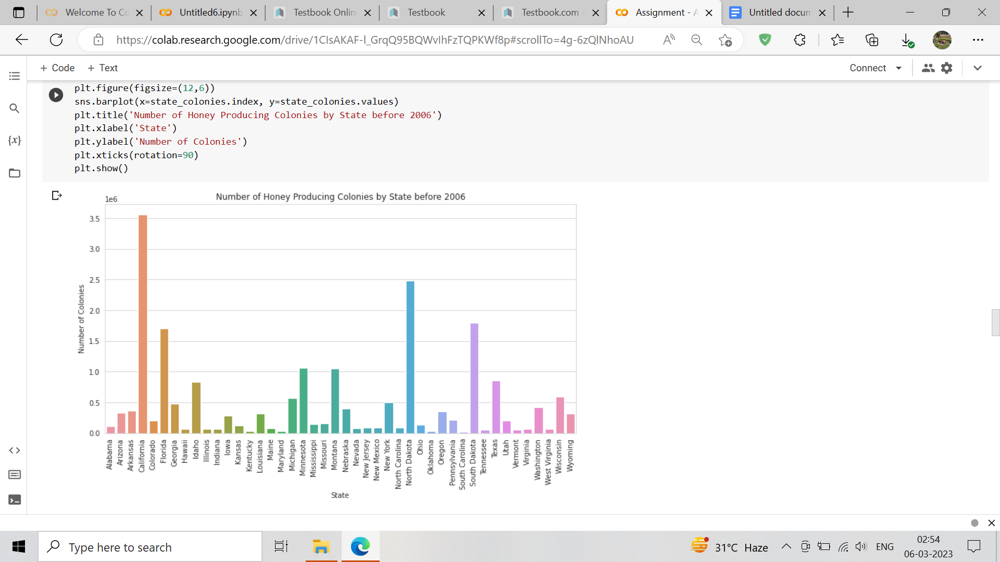 Welcome To Co
Untitled6.ipynb
Testbook Onlin
Testbook
Testbook.com -
Assignment - A
Untitled docum
https://colab.research.google.com/drive/1CIsAKAF-l_GrqQ95BQWvIhFzTQPKWf8p#scrollTo=4g-6zQlNhoAU
+ Code
+ Text
Connect
plt.figure(figsize=(12,6))
sns.barplot(x=state_colonies.index, y=state_colonies.values)
plt.title('Number of Honey Producing Colonies by State before 2006')
plt.xlabel('State')
plt.ylabel('Number of Colonies')
plt.xticks(rotation=90)
plt.show()
{x}
Number of Honey Producing Colonies by State before 2006
1e6
3.5
3.0
2.5
2.0
1.5
1.0
0.5
0.0
Number of Colonies
Alabama
Arizona
Arkansas
California
Colorado
Florida
Georgia
Hawaii
Idaho
Illinois
Indiana
Iowa
Kansas
Kentucky
Louisiana
Maine
Maryland
Michigan
Minnesota
Mississippi
Missouri
Montana
Nebraska
Nevada
New Jersey
New Mexico
New York
North Carolina
North Dakota
Ohio
Oklahoma
Oregon
Pennsylvania
South Carolina
South Dakota
Tennessee
Texas
Utah
Vermont
Virginia
Washington
West Virginia
Wisconsin
Wyoming
State
Type here to search
31°C Haze
ENG
02:54
06-03-2023